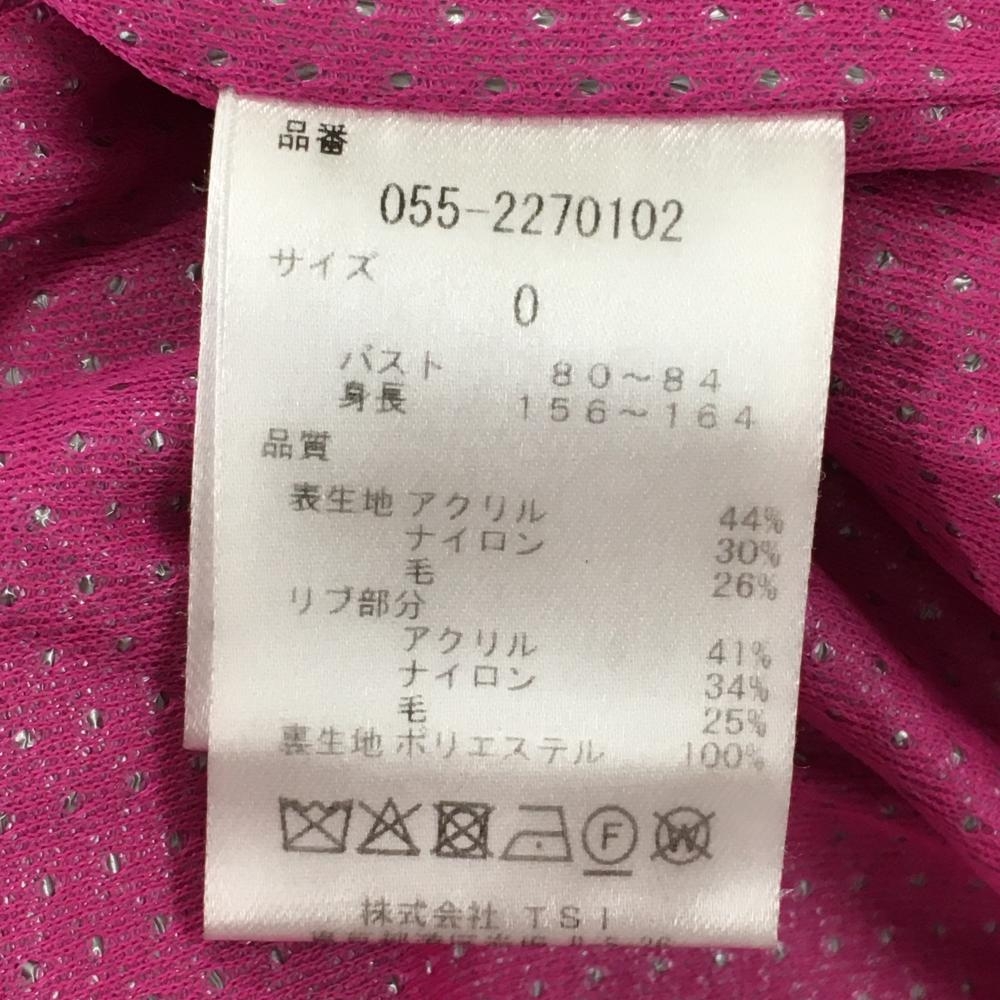 品番
055-2270102
サイズ
0
バスト 80~84
身長 156~164
品質
表生地 アクリル 44%
ナイロン 30%
毛 26%
リブ部分
アクリル 41%
ナイロン 34%
毛 25%
裏生地 ポリエステル 100%
F W
株式会社 TSI